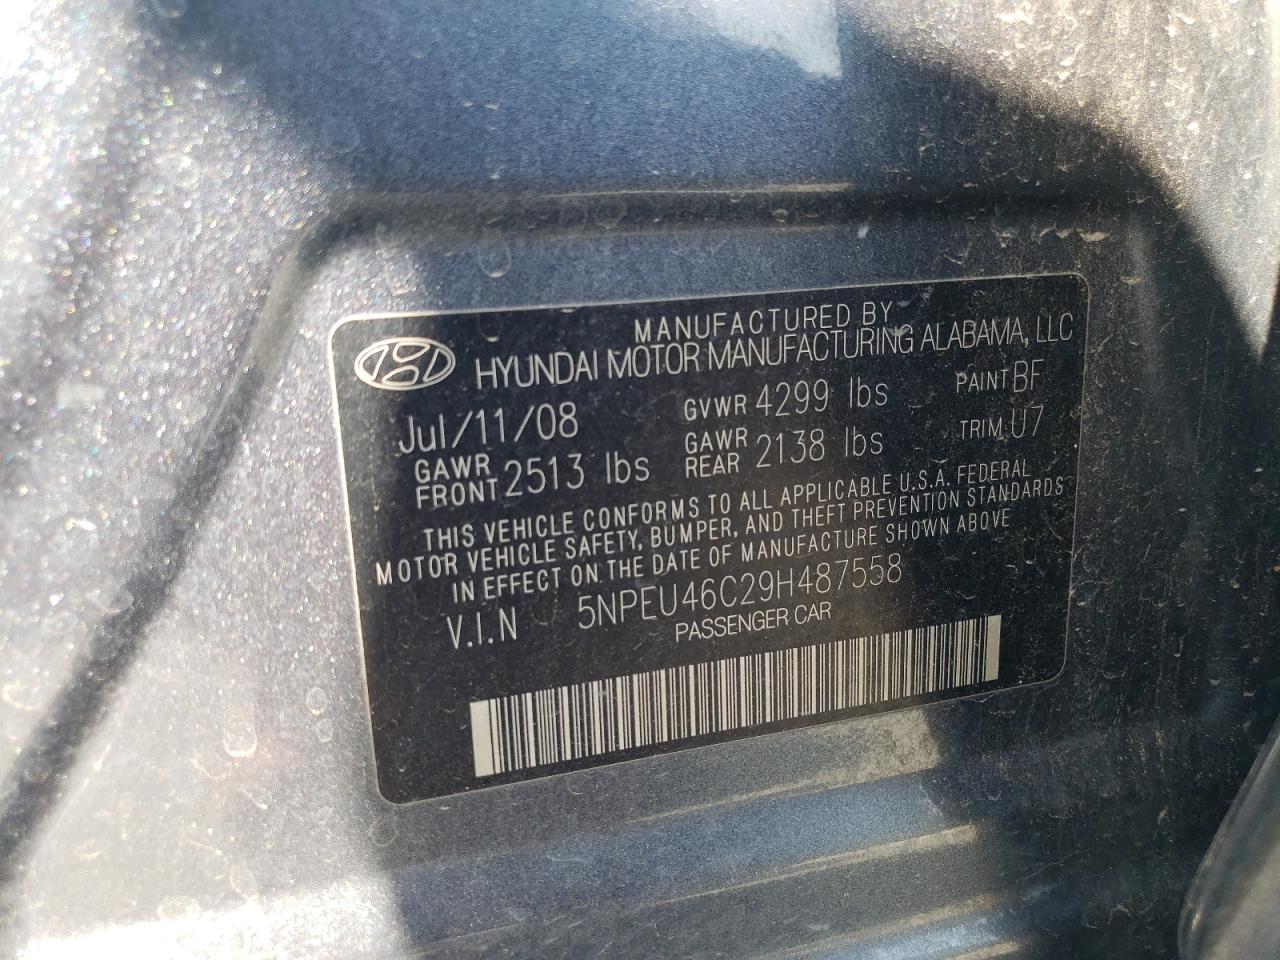 MANUFACTURED BY
HYUNDAI MOTOR MANUFACTURING ALABAMA, LLC
Jul/11/08 GVWR 4299 lbs PAINT BF
GAWR FRONT 2513 lbs GAWR REAR 2138 lbs TRIM U7
THIS VEHICLE CONFORMS TO ALL APPLICABLE U.S.A. FEDERAL
MOTOR VEHICLE SAFETY, BUMPER, AND THEFT PREVENTION STANDARDS
IN EFFECT ON THE DATE OF MANUFACTURE SHOWN ABOVE
V.I.N 5NPEU46C29H487558
PASSENGER CAR